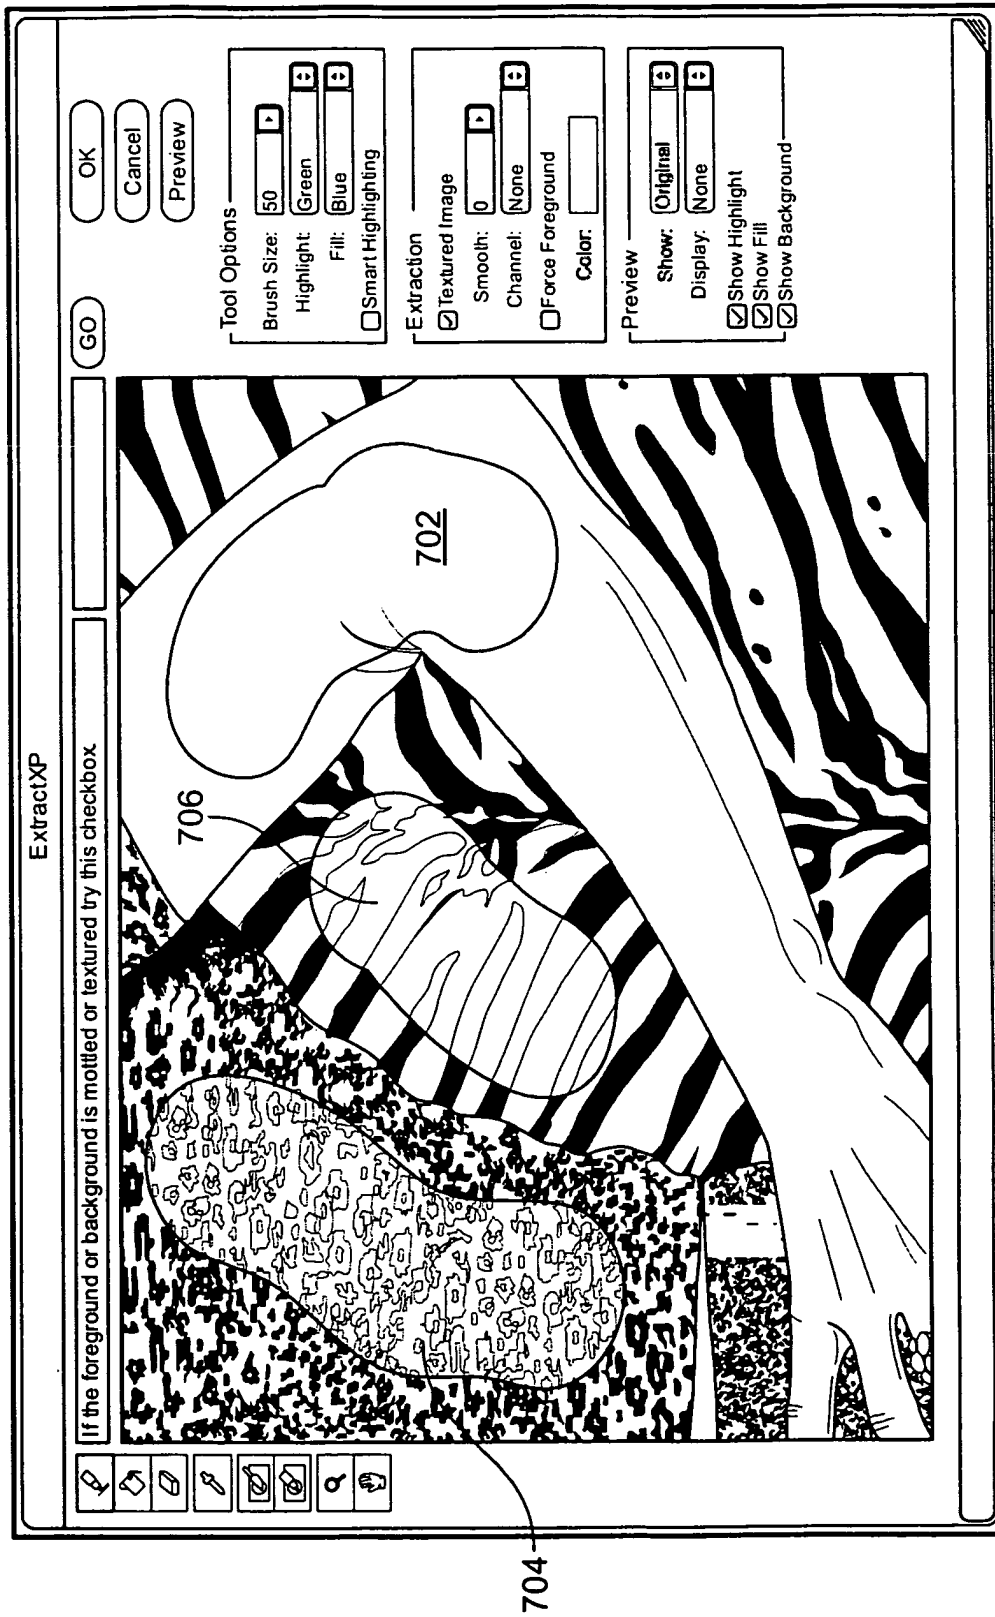 ExtractXP
If the foreground or background is mottled or textured try this checkbox.
GO
OK
Cancel
Preview
Tool Options
Brush Size: 50
Highlight: Green
Fill: Blue
Smart Highlighting
Extraction
Textured Image
Smooth: 0
Channel: None
Force Foreground
Color:
Preview
Show: Original
Display: None
Show Highlight
Show Fill
Show Background
702
706
704